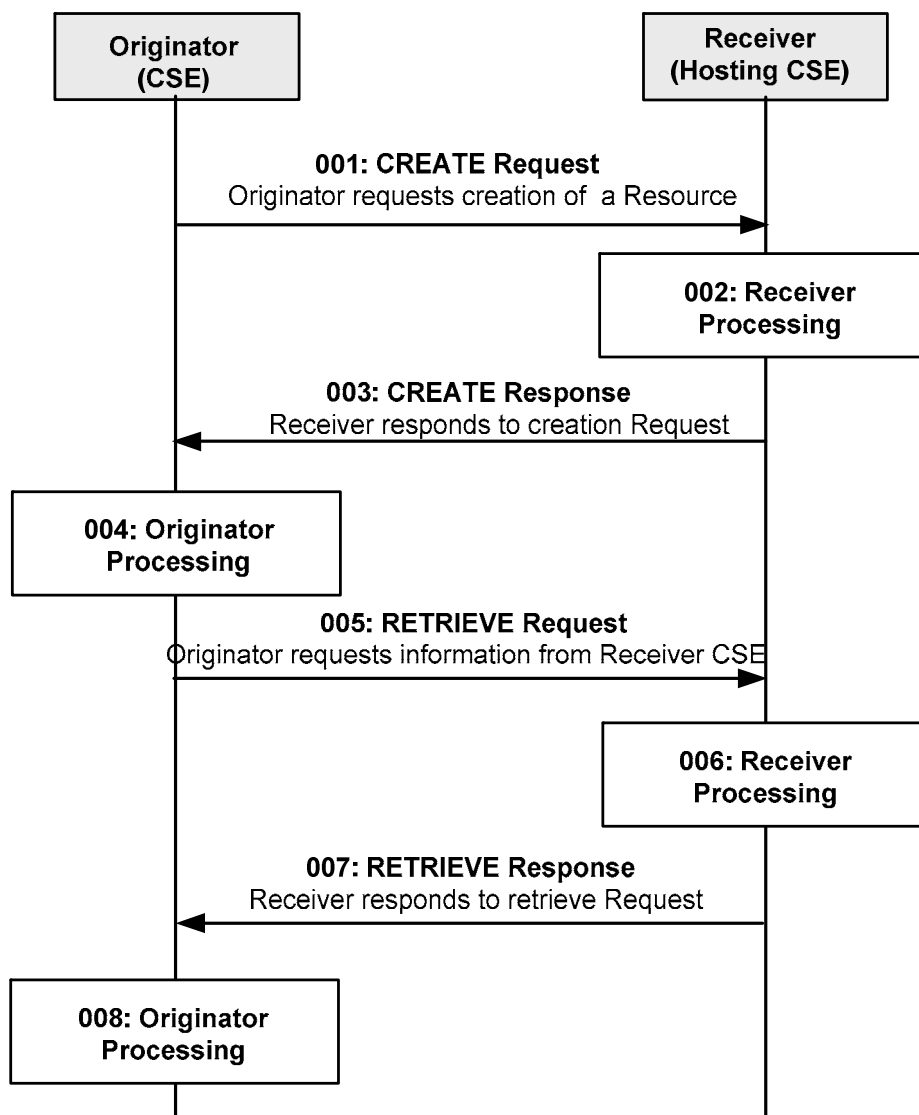 Originator
(CSE)
Receiver
(Hosting CSE)
001: CREATE Request
Originator requests creation of a Resource
002: Receiver
Processing
003: CREATE Response
Receiver responds to creation Request
004: Originator
Processing
005: RETRIEVE Request
Originator requests information from Receiver CSE
006: Receiver
Processing
007: RETRIEVE Response
Receiver responds to retrieve Request
008: Originator
Processing